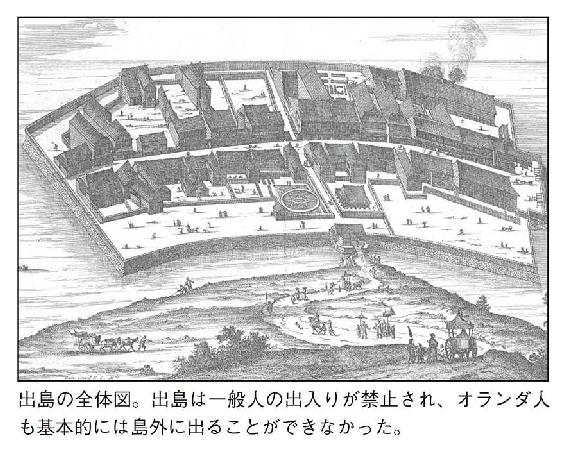 出島の全体図。出島は一般人の出入りが禁止され、オランダ人
も基本的には島外に出ることができなかった。